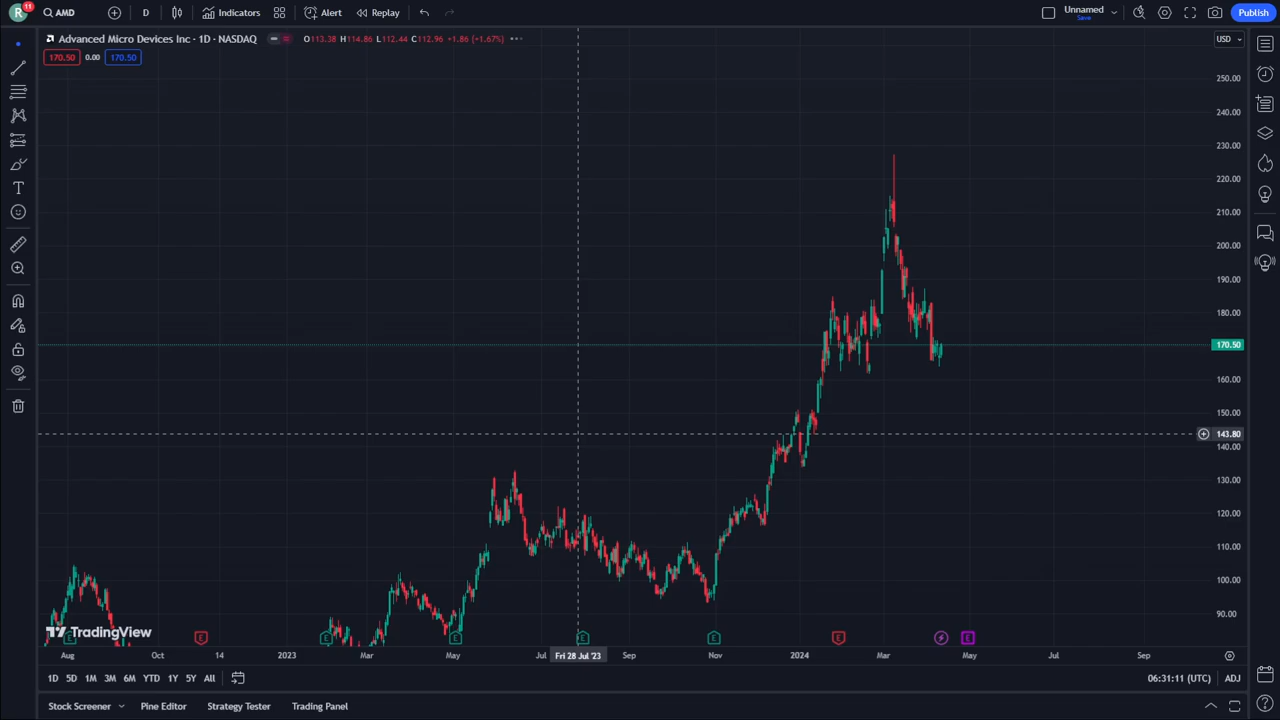 R 11 AMD D Indicators Alert Replay Unnamed Save Publish
Advanced Micro Devices Inc · 1D · NASDAQ O113.38 H114.86 L112.44 C112.96 +1.86 (+1.67%) USD
170.50 0.00 170.50
250.00
240.00
230.00
220.00
210.00
200.00
190.00
180.00
170.50
160.00
150.00
143.80
140.00
130.00
120.00
110.00
100.00
90.00
TradingView
E E E E E E E E
Aug Oct 14 2023 Mar May Jul Fri 28 Jul '23 Sep Nov 2024 Mar May Jul Sep
1D 5D 1M 3M 6M YTD 1Y 5Y All 06:31:11 (UTC) ADJ
Stock Screener Pine Editor Strategy Tester Trading Panel